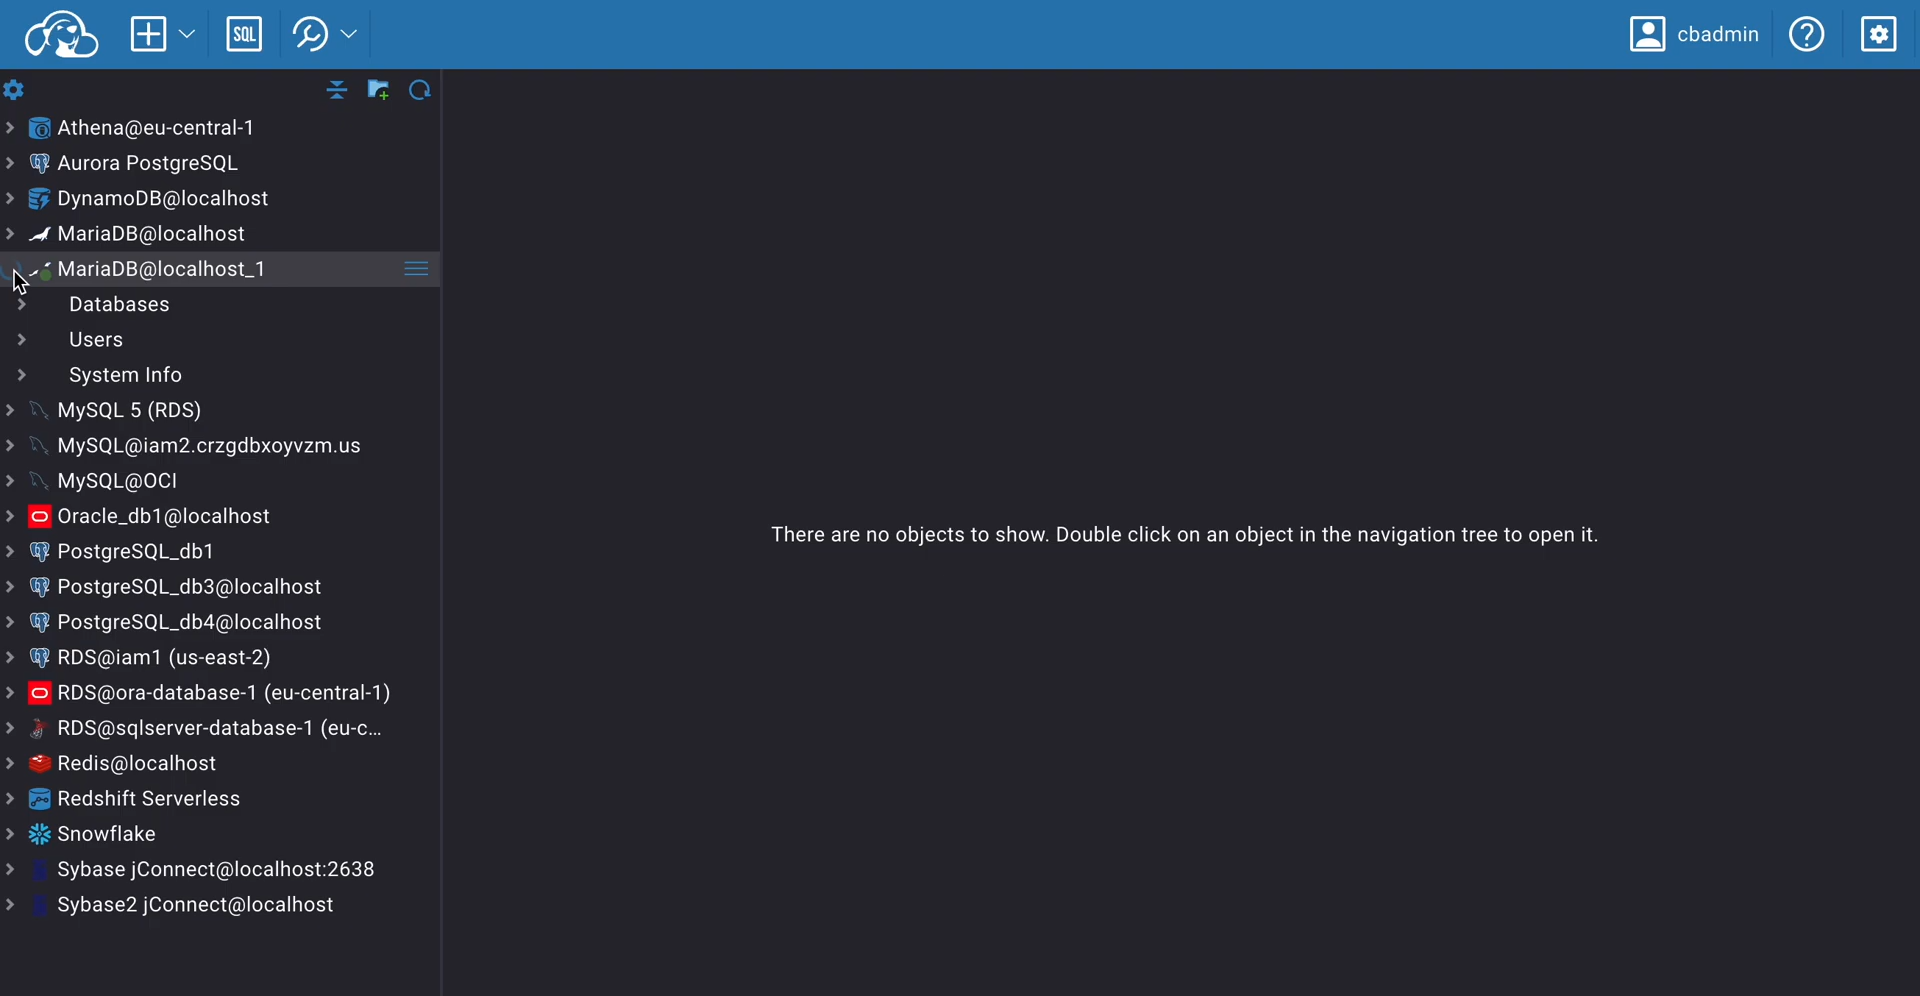 SQL
cbadmin
Athena@eu-central-1
Aurora PostgreSQL
DynamoDB@localhost
MariaDB@localhost
MariaDB@localhost_1
Databases
Users
System Info
MySQL 5 (RDS)
MySQL@iam2.crzgdbxoyvzm.us
MySQL@OCI
Oracle_db1@localhost
PostgreSQL_db1
PostgreSQL_db3@localhost
PostgreSQL_db4@localhost
RDS@iam1 (us-east-2)
RDS@ora-database-1 (eu-central-1)
RDS@sqlserver-database-1 (eu-c...
Redis@localhost
Redshift Serverless
Snowflake
Sybase jConnect@localhost:2638
Sybase2 jConnect@localhost
There are no objects to show. Double click on an object in the navigation tree to open it.